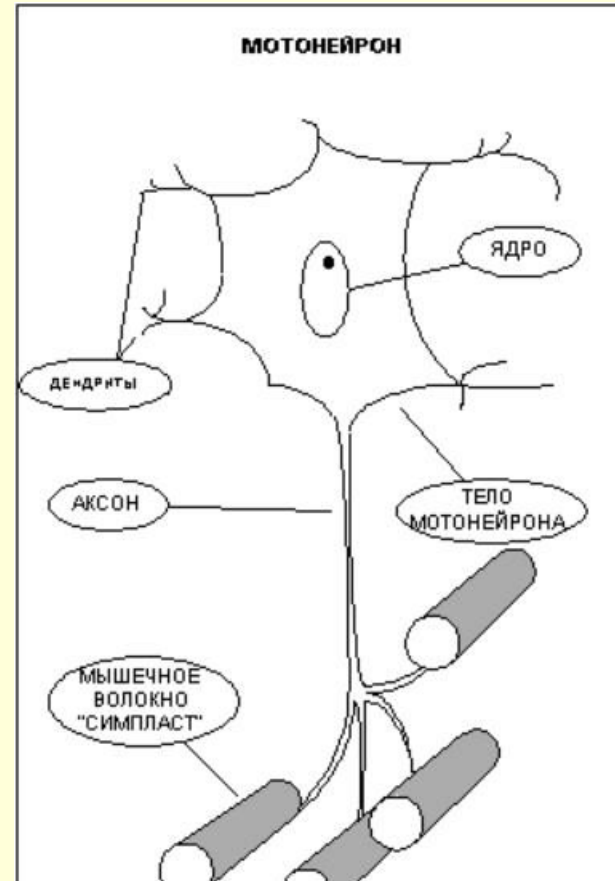 МОТОНЕЙРОН
ЯДРО
ДЕНДРИТЫ
АКСОН
ТЕЛО
МОТОНЕЙРОНА
МЫШЕЧНОЕ
ВОЛОКНО
"СИМПЛАСТ"